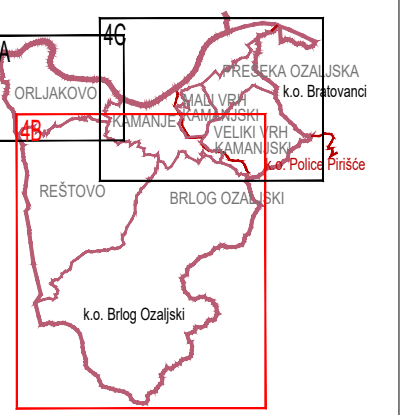 4C
A
PRESEKA OZALJSKA
ORLJAKOVO
k.o. Bratovanci
MALI VRH
KAMANJSKI
KAMANJE
4B
VELIKI VRH
KAMANJSKI
k.o. Police Pirišće
REŠTOVO
BRLOG OZALJSKI
k.o. Brlog Ozaljski